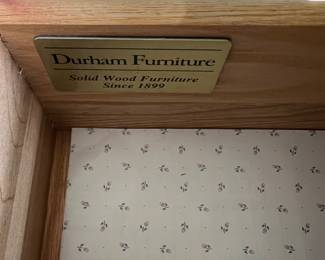 Durham Furniture
Solid Wood Furniture
Since 1899